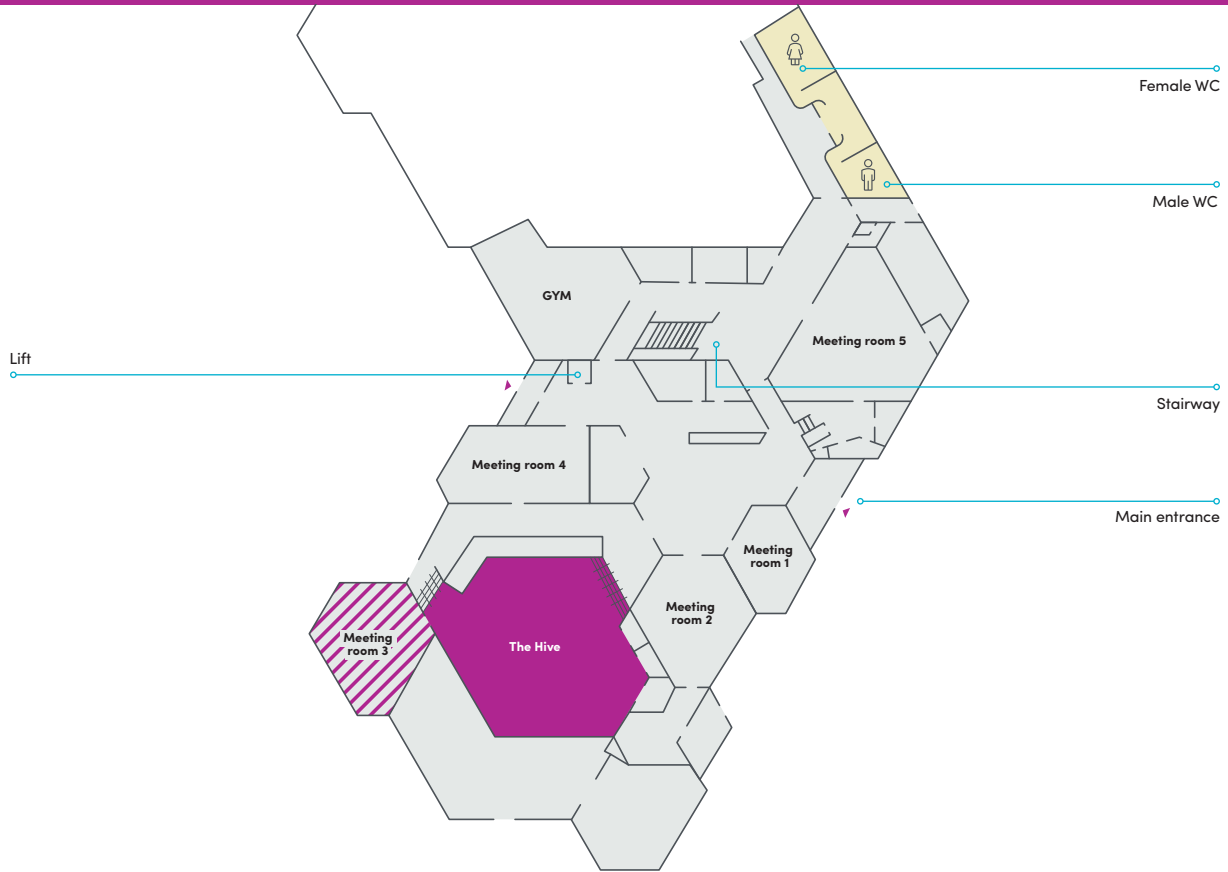 Female WC
Male WC
GYM
Meeting room 5
Lift
Stairway
Meeting room 4
Main entrance
Meeting
room 1
Meeting
room 2
Meeting
room 3
The Hive